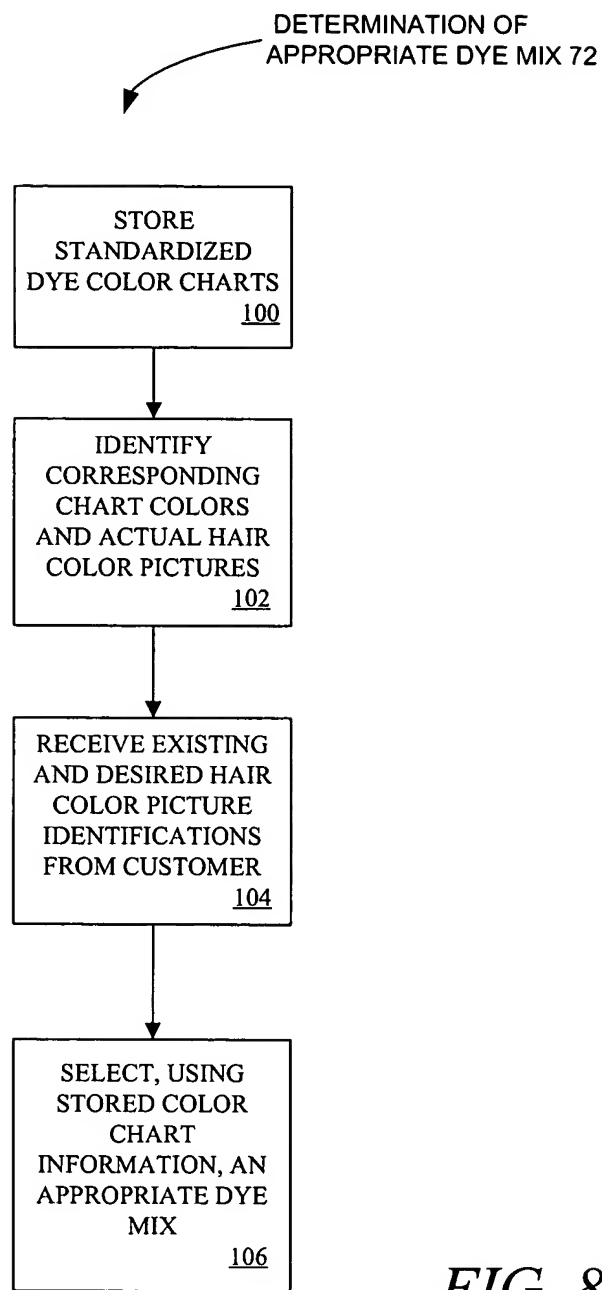 DETERMINATION OF
APPROPRIATE DYE MIX 72
STORE
STANDARDIZED
DYE COLOR CHARTS
100
IDENTIFY
CORRESPONDING
CHART COLORS
AND ACTUAL HAIR
COLOR PICTURES
102
RECEIVE EXISTING
AND DESIRED HAIR
COLOR PICTURE
IDENTIFICATIONS
FROM CUSTOMER
104
SELECT, USING
STORED COLOR
CHART
INFORMATION, AN
APPROPRIATE DYE
MIX
106
FIG. 8